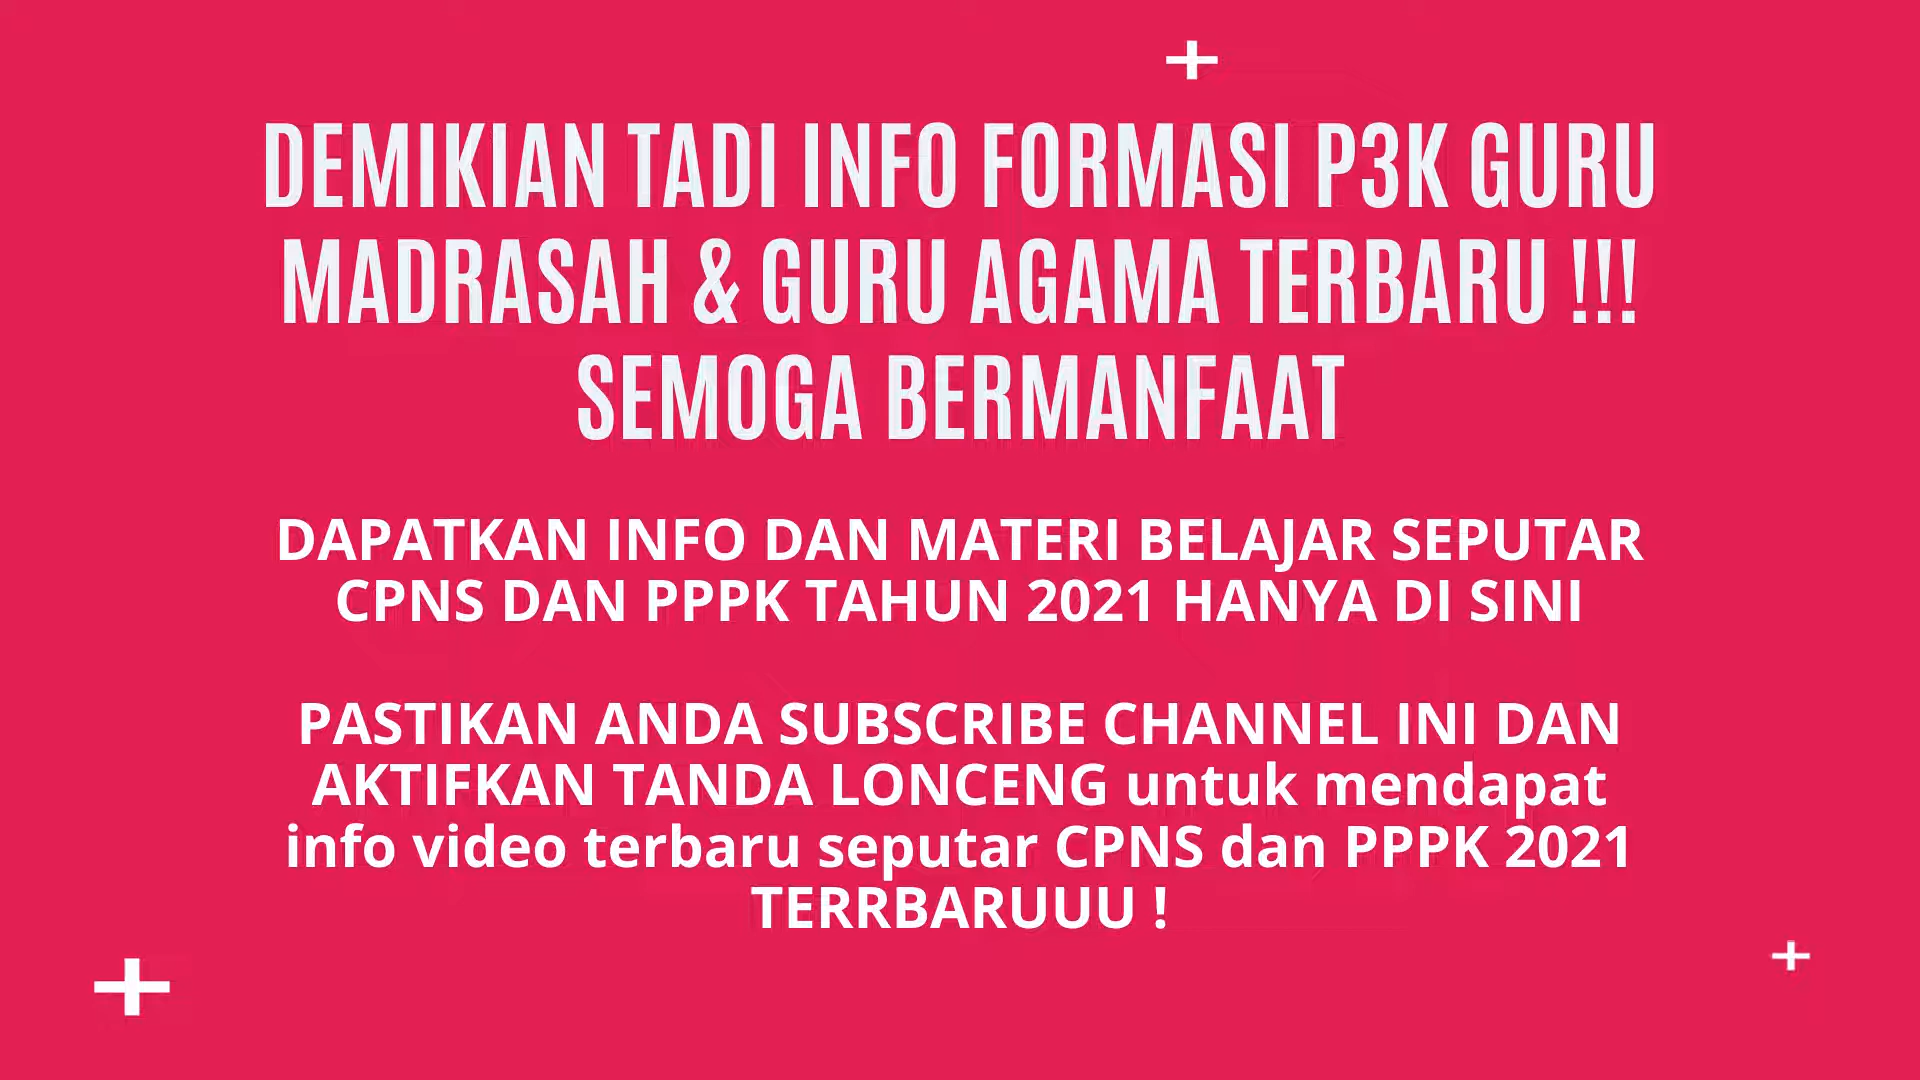 DEMIKIAN TADI INFO FORMASI P3K GURU
MADRASAH & GURU AGAMA TERBARU !!!
SEMOGA BERMANFAAT
DAPATKAN INFO DAN MATERI BELAJAR SEPUTAR
CPNS DAN PPPK TAHUN 2021 HANYA DI SINI
PASTIKAN ANDA SUBSCRIBE CHANNEL INI DAN
AKTIFKAN TANDA LONCENG untuk mendapat
info video terbaru seputar CPNS dan PPPK 2021
TERRBARUUU !